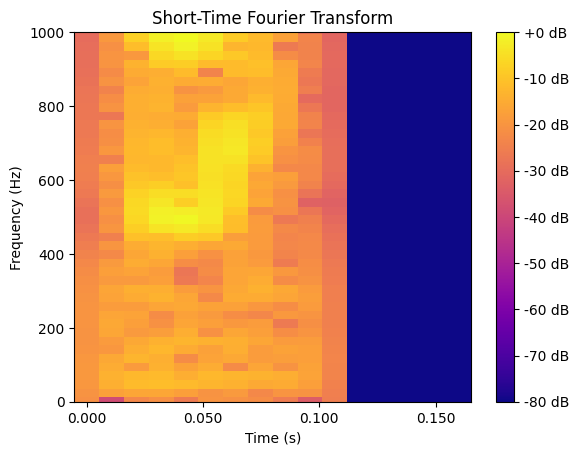 Short-Time Fourier Transform
1000
800
600
400
200
0
Frequency (Hz)
0.000
0.050
0.100
0.150
Time (s)
+0 dB
-10 dB
-20 dB
-30 dB
-40 dB
-50 dB
-60 dB
-70 dB
-80 dB